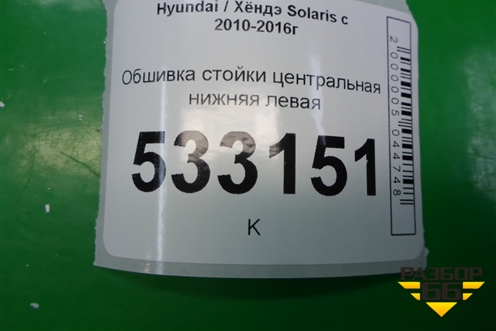 Hyundai / Хёндэ Solaris с
2010-2016г
Обшивка стойки центральная
нижняя левая
533151
К
2000005044748
РАЗБОР
66